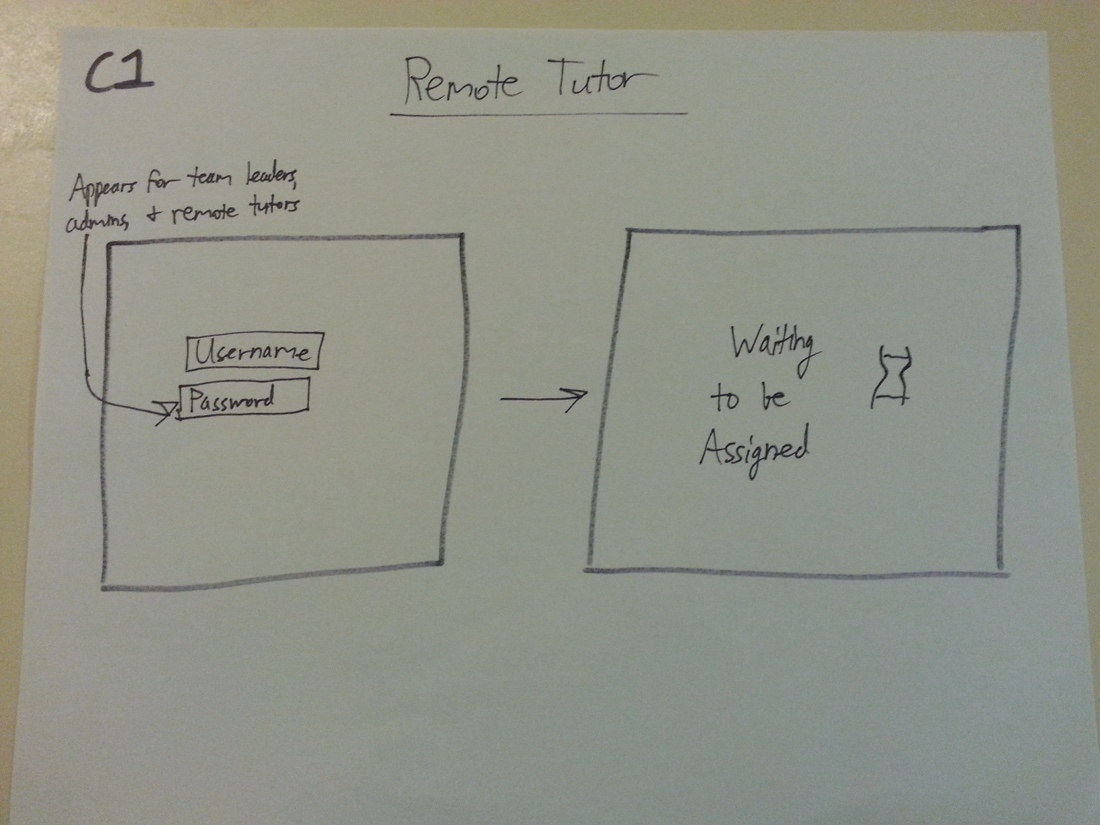 C1
Remote Tutor
Appears for team leaders,
admins, + remote tutors
Username
Password
Waiting
to be
Assigned